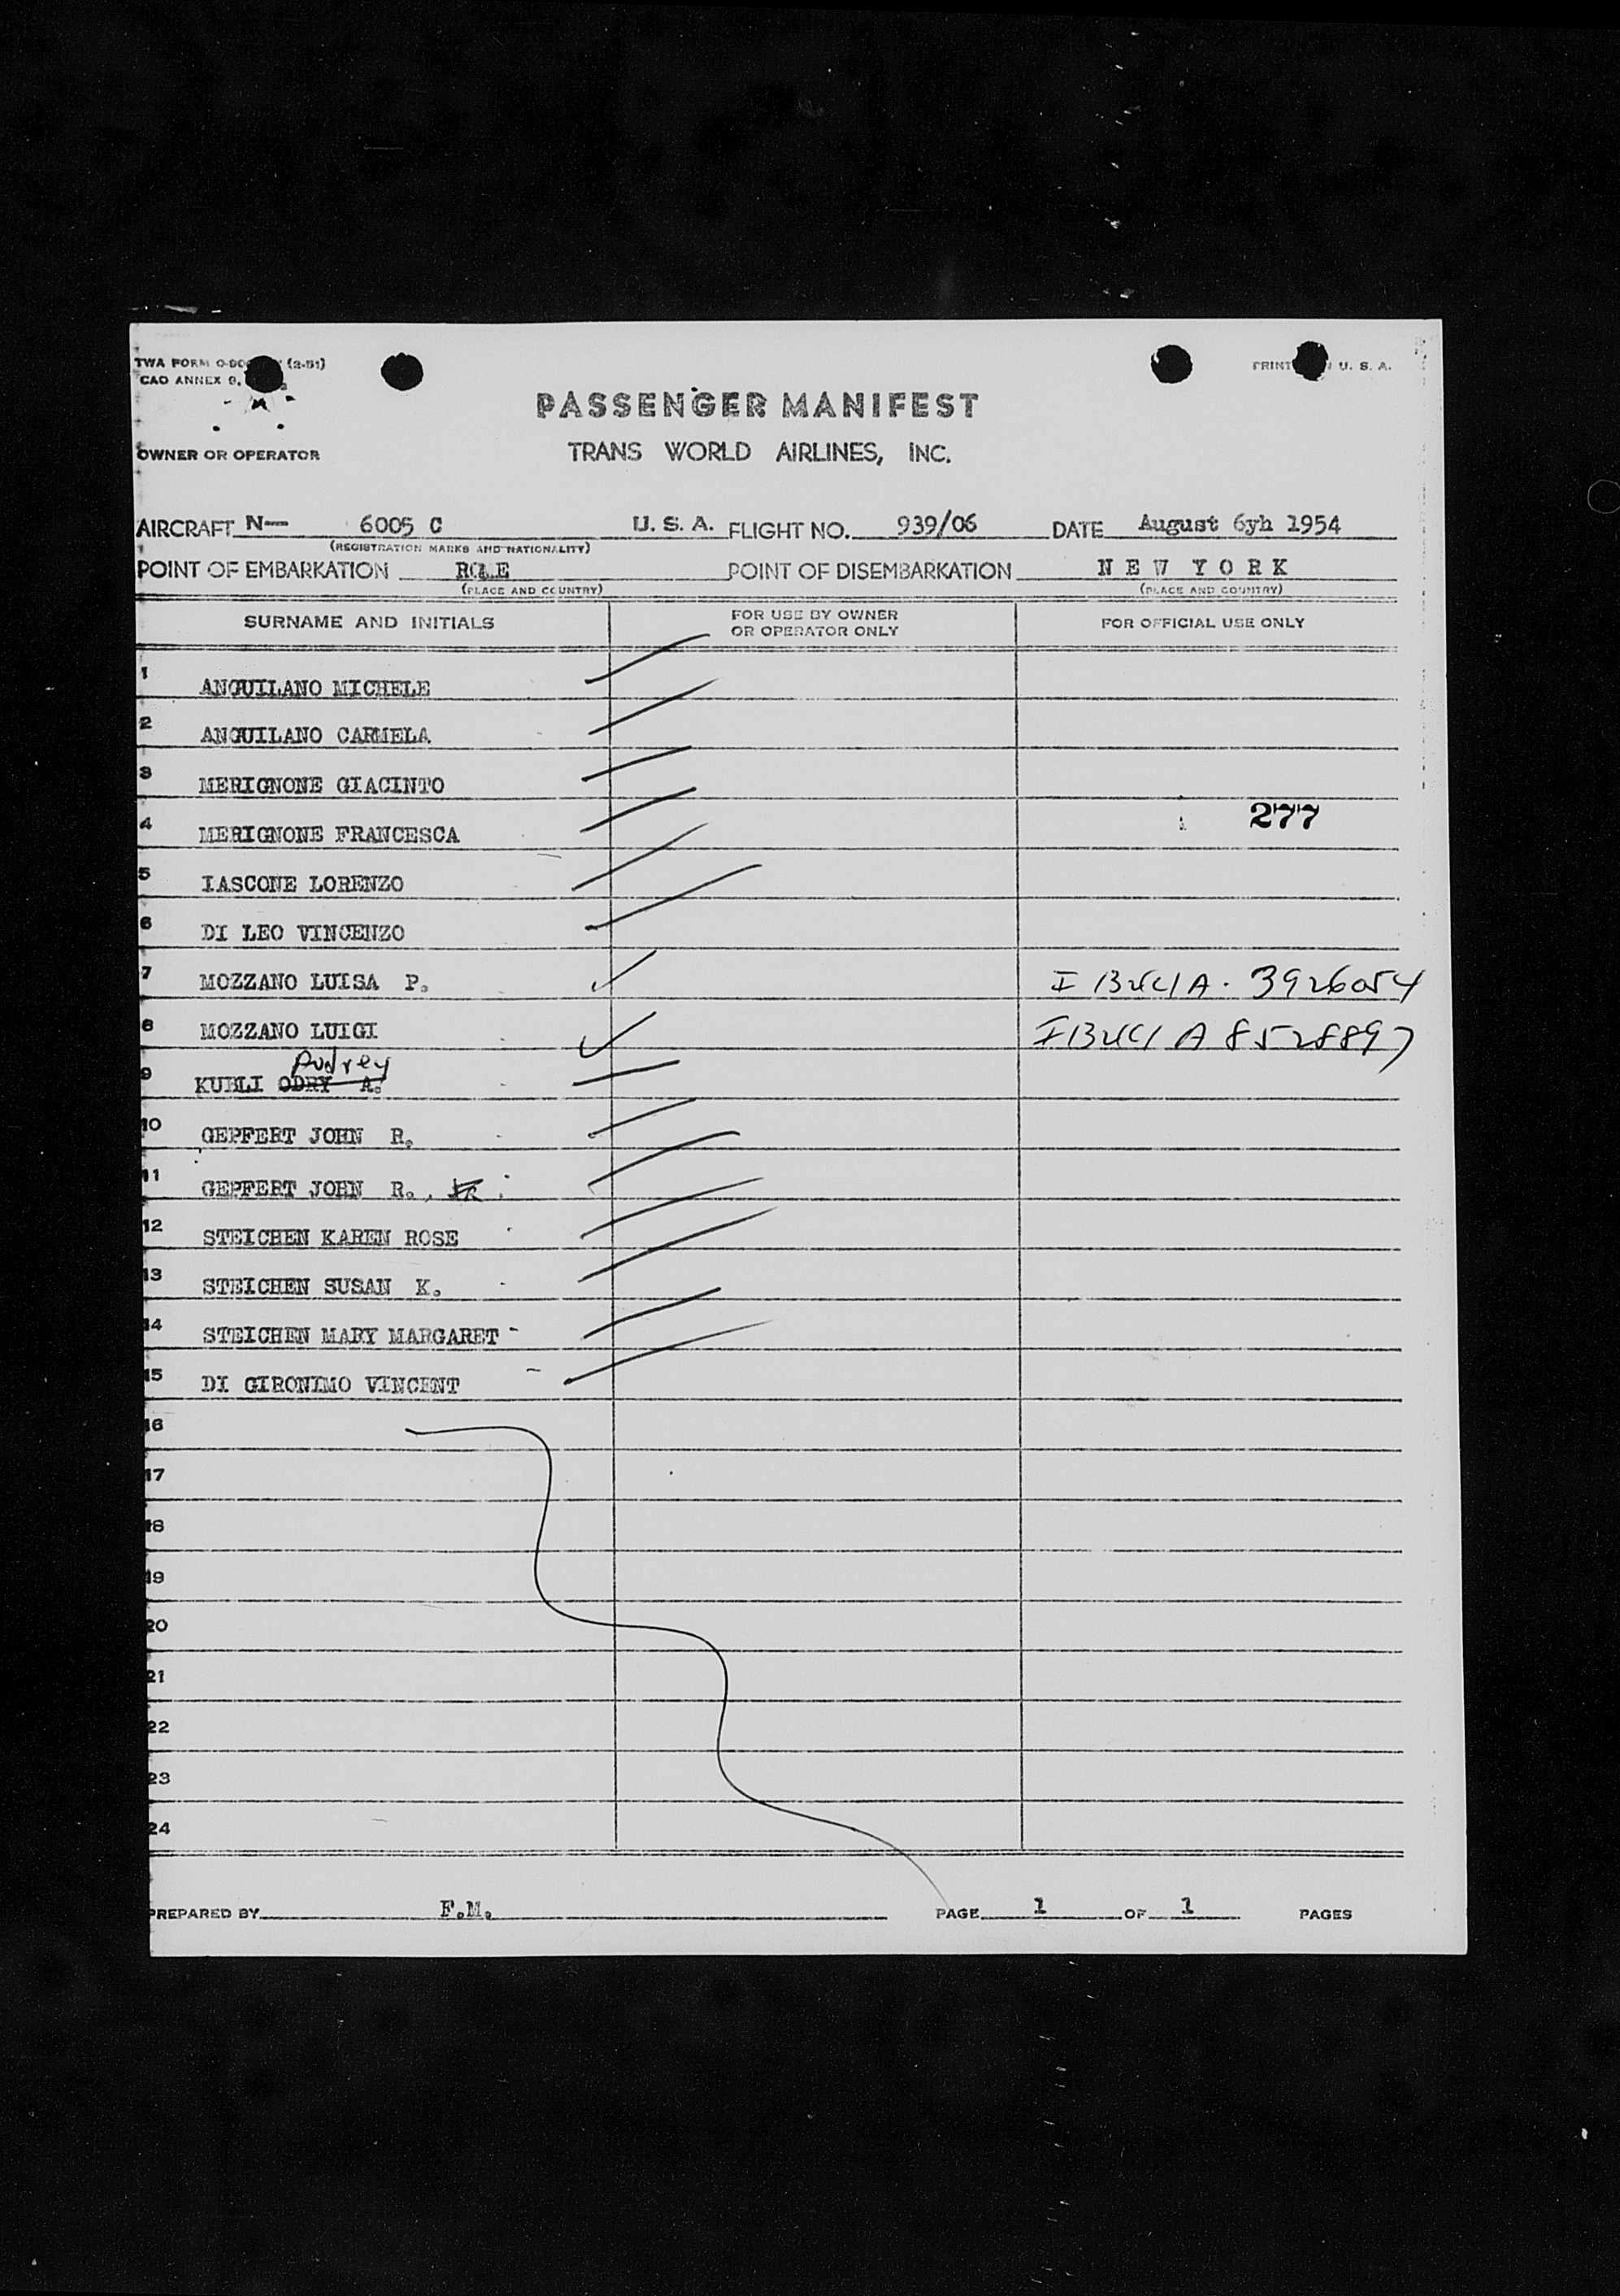 TWA FORM (2-51)
CAO ANNEX 9,
PRINT U. S. A.
PASSENGER MANIFEST
TRANS WORLD AIRLINES, INC.
OWNER OR OPERATOR
AIRCRAFT N— 6005 C U. S. A. FLIGHT NO. 939/06 DATE August 6yh 1954
(REGISTRATION MARKS AND NATIONALITY)
POINT OF EMBARKATION ROME POINT OF DISEMBARKATION NEW YORK
(PLACE AND COUNTRY) (PLACE AND COUNTRY)
SURNAME AND INITIALS FOR USE BY OWNER OR OPERATOR ONLY FOR OFFICIAL USE ONLY
1 ANGUILANO MICHELE
2 ANGUILANO CARMELA
3 MERIGNONE GIACINTO
4 MERIGNONE FRANCESCA 277
5 IASCONE LORENZO
6 DI LEO VINCENZO
7 MOZZANO LUISA P. A. 3926054
8 MOZZANO LUIGI A 8528897
Audrey
9 KUBLI ODRY A.
10 GEPFERT JOHN R.
11 GEPFERT JOHN R.,
12 STEICHEN KAREN ROSE
13 STEICHEN SUSAN K.
14 STEICHEN MARY MARGARET
15 DI GIRONIMO VINCENT
16
17
18
19
20
21
22
23
24
PREPARED BY F.M. PAGE 1 OF 1 PAGES